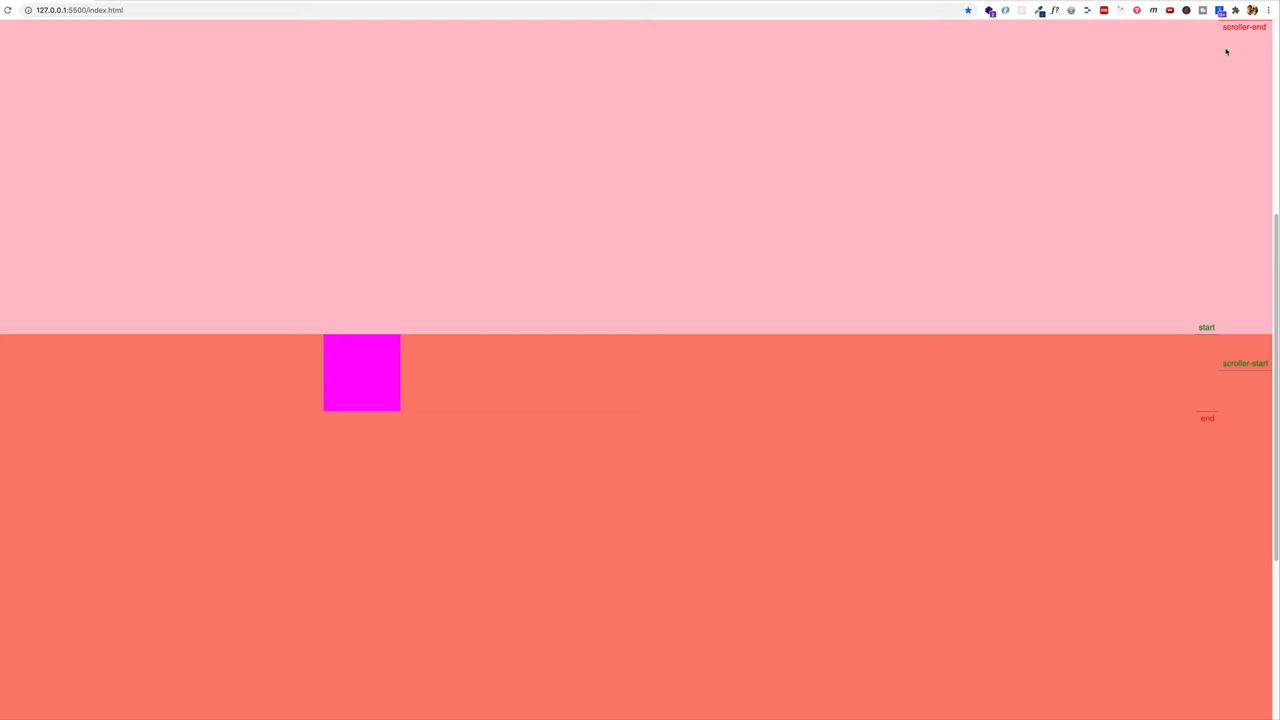 127.0.0.1:5500/index.html
scroller-end
start
scroller-start
end